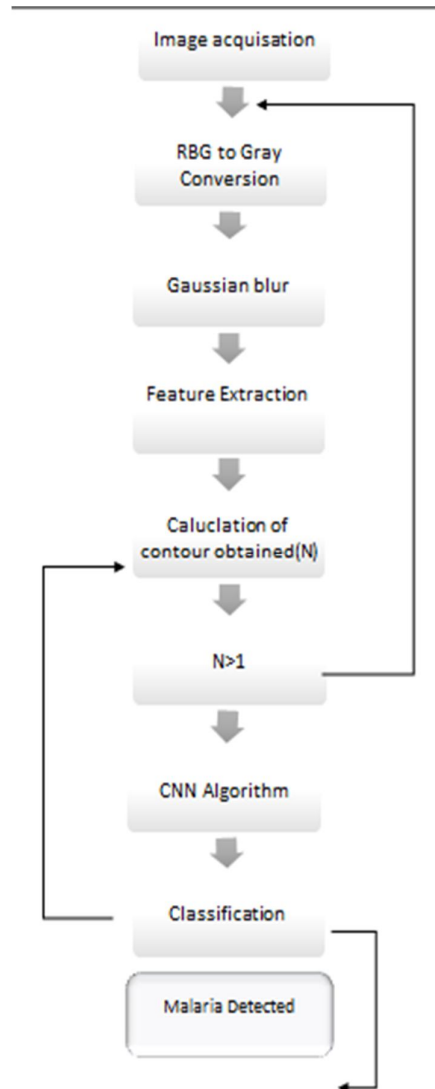 Image acquisation
RBG to Gray
Conversion
Gaussian blur
Feature Extraction
Caluclation of
contour obtained(N)
N>1
CNN Algorithm
Classification
Malaria Detected